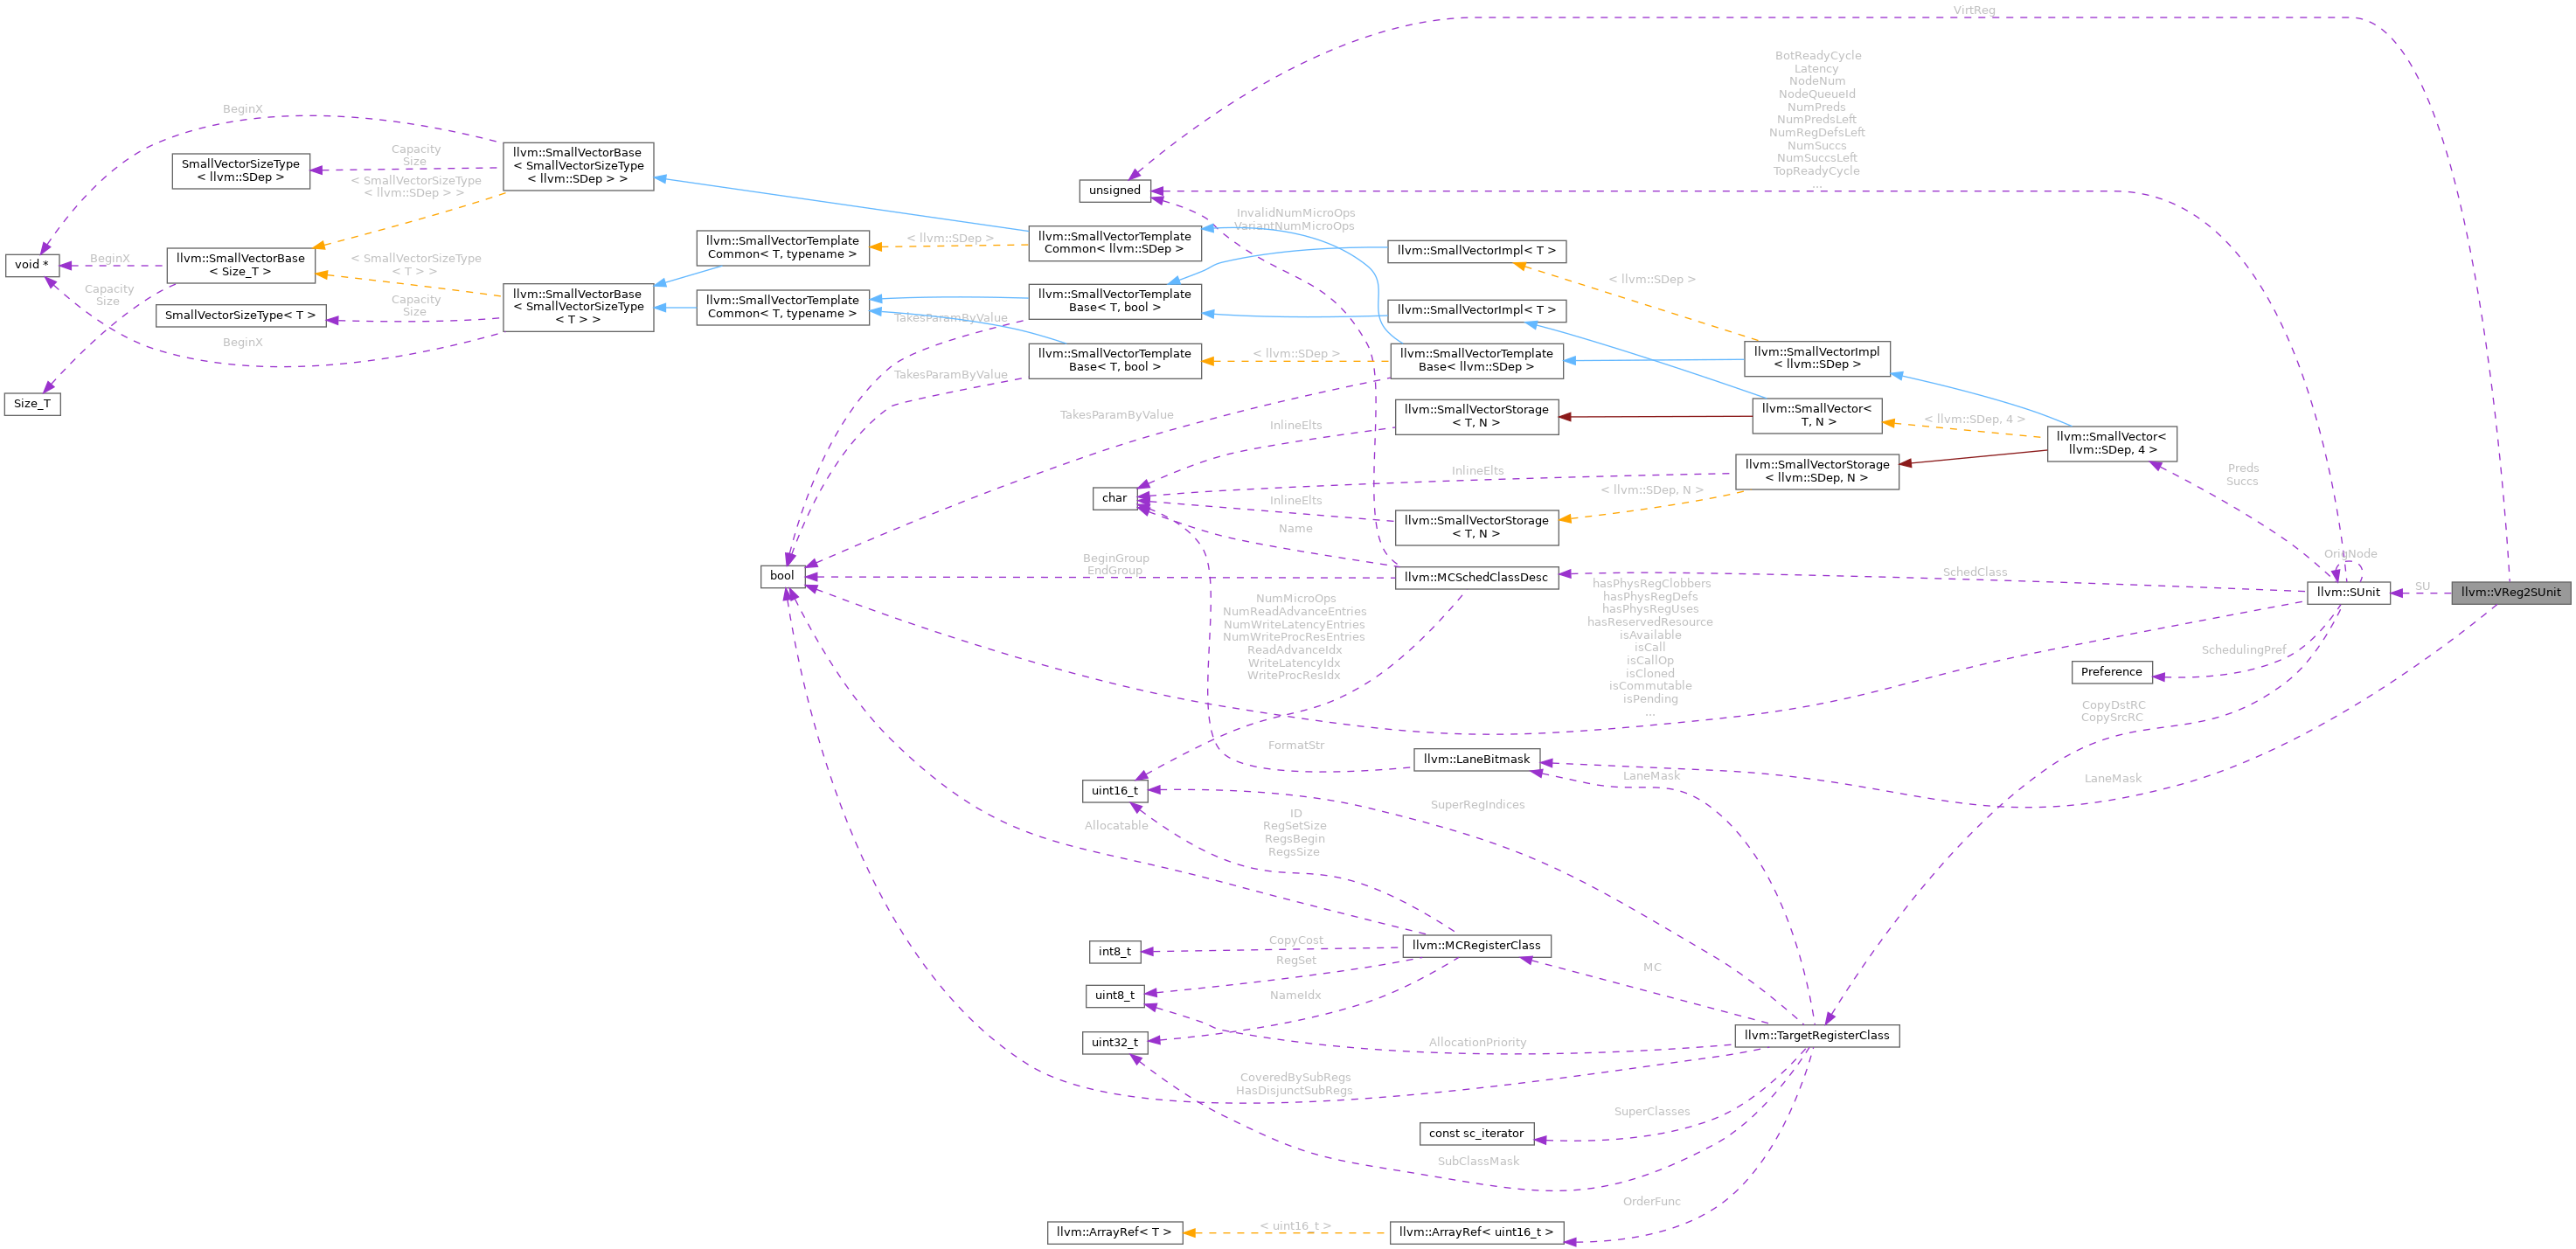 VirtReg
BotReadyCycle
Latency
NodeNum
NodeQueueId
NumPreds
NumPredsLeft
NumRegDefsLeft
NumSuccs
NumSuccsLeft
TopReadyCycle
...
BeginX
Capacity
Size
< SmallVectorSizeType
< llvm::SDep > >
SmallVectorSizeType
< llvm::SDep >
llvm::SmallVectorBase
< SmallVectorSizeType
< llvm::SDep > >
unsigned
InvalidNumMicroOps
VariantNumMicroOps
void *
BeginX
llvm::SmallVectorBase
< Size_T >
< SmallVectorSizeType
< T > >
Capacity
Size
Capacity
Size
SmallVectorSizeType< T >
BeginX
Size_T
llvm::SmallVectorBase
< SmallVectorSizeType
< T > >
llvm::SmallVectorTemplate
Common< T, typename >
< llvm::SDep >
llvm::SmallVectorTemplate
Common< llvm::SDep >
llvm::SmallVectorTemplate
Common< T, typename >
llvm::SmallVectorTemplate
Base< T, bool >
TakesParamByValue
llvm::SmallVectorTemplate
Base< T, bool >
TakesParamByValue
llvm::SmallVectorImpl< T >
llvm::SmallVectorImpl< T >
< llvm::SDep >
< llvm::SDep >
llvm::SmallVectorTemplate
Base< llvm::SDep >
llvm::SmallVectorImpl
< llvm::SDep >
TakesParamByValue
InlineElts
llvm::SmallVectorStorage
< T, N >
llvm::SmallVector<
T, N >
< llvm::SDep, 4 >
llvm::SmallVector<
llvm::SDep, 4 >
InlineElts
llvm::SmallVectorStorage
< llvm::SDep, N >
< llvm::SDep, N >
char
InlineElts
llvm::SmallVectorStorage
< T, N >
Name
Preds
Succs
bool
BeginGroup
EndGroup
llvm::MCSchedClassDesc
SchedClass
OrigNode
llvm::SUnit
SU
llvm::VReg2SUnit
NumMicroOps
NumReadAdvanceEntries
NumWriteLatencyEntries
NumWriteProcResEntries
ReadAdvanceIdx
WriteLatencyIdx
WriteProcResIdx
hasPhysRegClobbers
hasPhysRegDefs
hasPhysRegUses
hasReservedResource
isAvailable
isCall
isCallOp
isCloned
isCommutable
isPending
...
SchedulingPref
Preference
CopyDstRC
CopySrcRC
FormatStr
llvm::LaneBitmask
LaneMask
LaneMask
uint16_t
SuperRegIndices
ID
RegSetSize
RegsBegin
RegsSize
Allocatable
int8_t
CopyCost
llvm::MCRegisterClass
RegSet
MC
uint8_t
NameIdx
uint32_t
AllocationPriority
llvm::TargetRegisterClass
CoveredBySubRegs
HasDisjunctSubRegs
SuperClasses
const sc_iterator
SubClassMask
OrderFunc
llvm::ArrayRef< T >
< uint16_t >
llvm::ArrayRef< uint16_t >